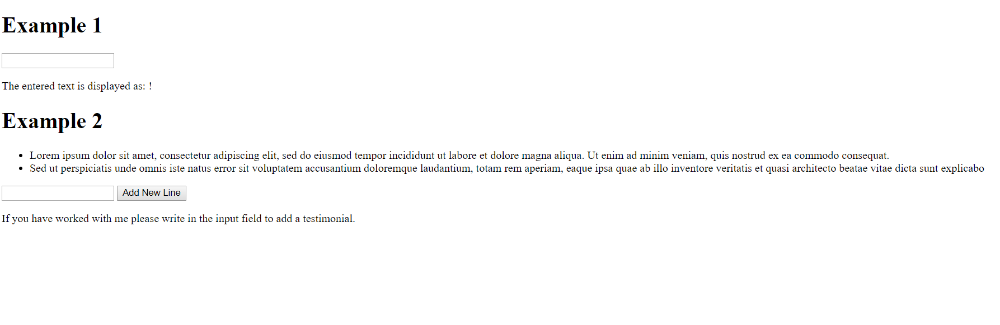 Example 1
The entered text is displayed as: !
Example 2
• Lorem ipsum dolor sit amet, consectetur adipiscing elit, sed do eiusmod tempor incididunt ut labore et dolore magna aliqua. Ut enim ad minim veniam, quis nostrud ex ea commodo consequat.
• Sed ut perspiciatis unde omnis iste natus error sit voluptatem accusantium doloremque laudantium, totam rem aperiam, eaque ipsa quae ab illo inventore veritatis et quasi architecto beatae vitae dicta sunt explicabo
Add New Line
If you have worked with me please write in the input field to add a testimonial.